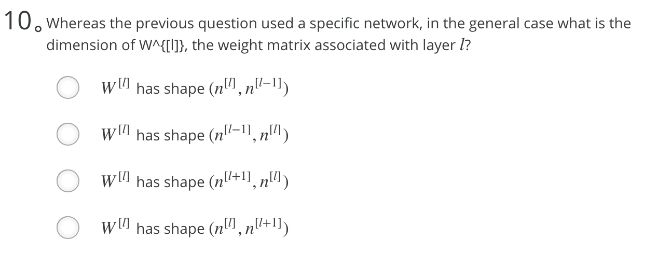 10. Whereas the previous question used a specific network, in the general case what is the
dimension of W^{[l]}, the weight matrix associated with layer l?
W^[l] has shape (n^[l], n^[l−1])
W^[l] has shape (n^[l−1], n^[l])
W^[l] has shape (n^[l+1], n^[l])
W^[l] has shape (n^[l], n^[l+1])